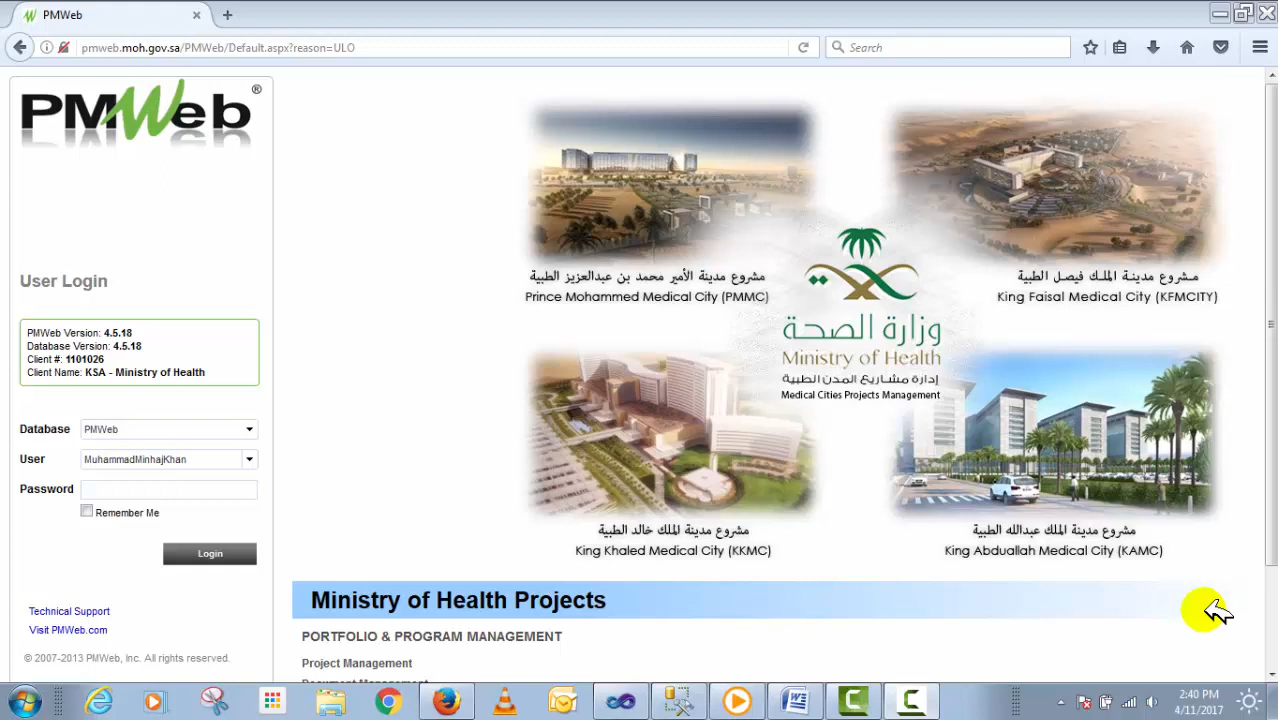 PMWeb
pmweb.moh.gov.sa/PMWeb/Default.aspx?reason=ULO
Search
PMWeb®
User Login
PMWeb Version: 4.5.18
Database Version: 4.5.18
Client #: 1101026
Client Name: KSA - Ministry of Health
Database PMWeb
User MuhammadMinhajKhan
Password
Remember Me
Login
Technical Support
Visit PMWeb.com
© 2007-2013 PMWeb, Inc. All rights reserved.
مشروع مدينة الأمير محمد بن عبدالعزيز الطبية
Prince Mohammed Medical City (PMMC)
مشروع مدينة الملك فيصل الطبية
King Faisal Medical City (KFMCITY)
وزارة الصحة
Ministry of Health
إدارة مشاريع المدن الطبية
Medical Cities Projects Management
مشروع مدينة الملك خالد الطبية
King Khaled Medical City (KKMC)
مشروع مدينة الملك عبدالله الطبية
King Abduallah Medical City (KAMC)
Ministry of Health Projects
PORTFOLIO & PROGRAM MANAGEMENT
Project Management
Document Management
2:40 PM
4/11/2017